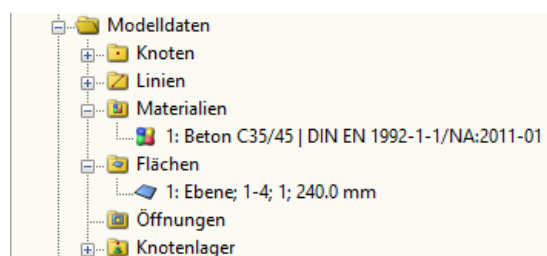 Modelldaten
Knoten
Linien
Materialien
1: Beton C35/45 | DIN EN 1992-1-1/NA:2011-01
Flächen
1: Ebene; 1-4; 1; 240.0 mm
Öffnungen
Knotenlager